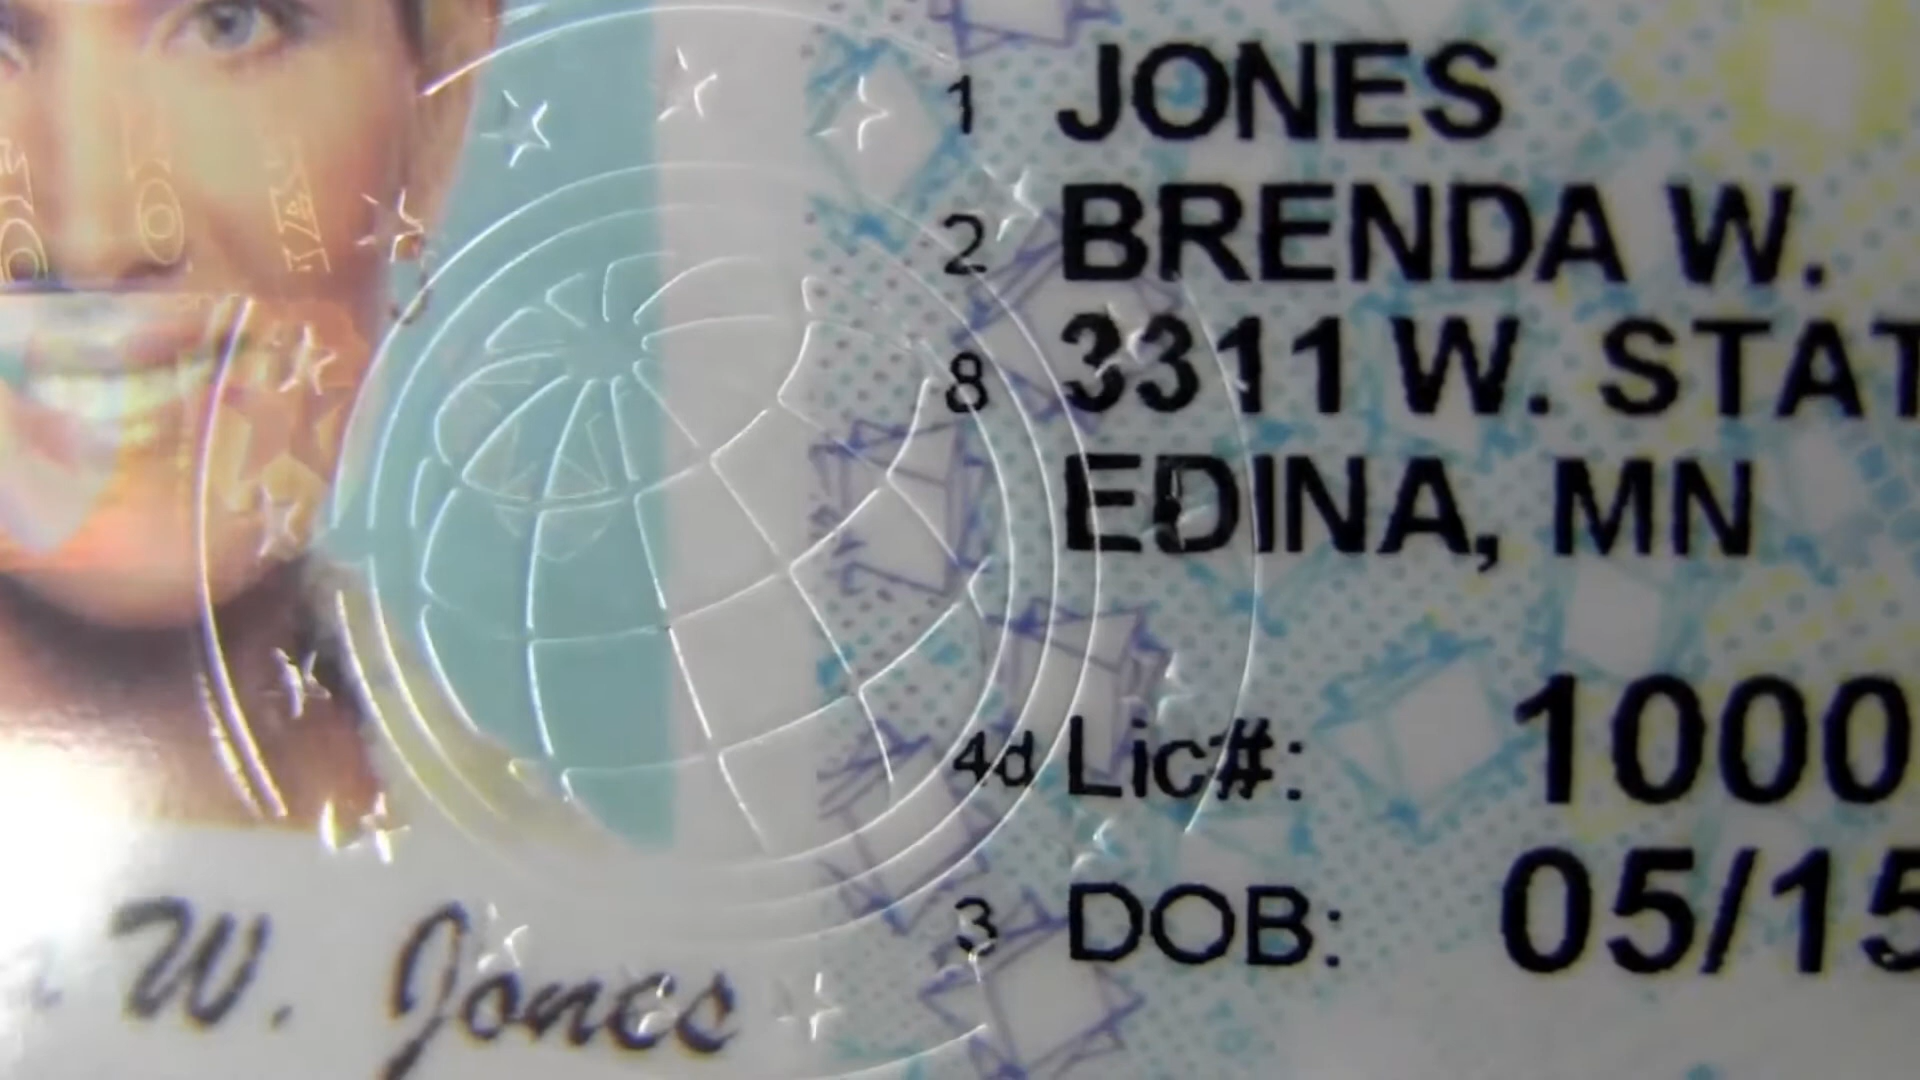 1 JONES
2 BRENDA W.
8 3311 W. STAT
EDINA, MN
4d Lic#: 1000
3 DOB: 05/15
W. Jones